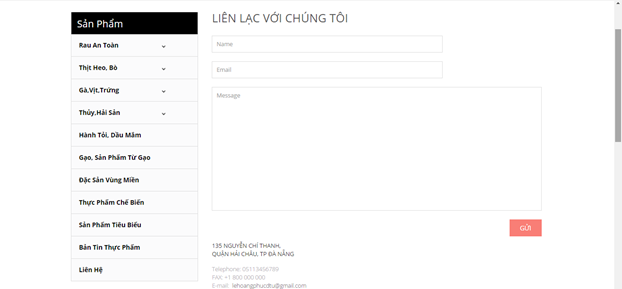 Sản Phẩm
Rau An Toàn
Thịt Heo, Bò
Gà,Vịt,Trứng
Thủy,Hải Sản
Hành Tỏi, Dầu Mắm
Gạo, Sản Phẩm Từ Gạo
Đặc Sản Vùng Miền
Thực Phẩm Chế Biến
Sản Phẩm Tiêu Biểu
Bản Tin Thực Phẩm
Liên Hệ
LIÊN LẠC VỚI CHÚNG TÔI
Name
Email
Message
GỬI
135 NGUYỄN CHÍ THANH,
QUẬN HẢI CHÂU, TP ĐÀ NẴNG
Telephone: 05113456789
FAX: +1 800 000 000
E-mail: lehoangphucdtu@gmail.com